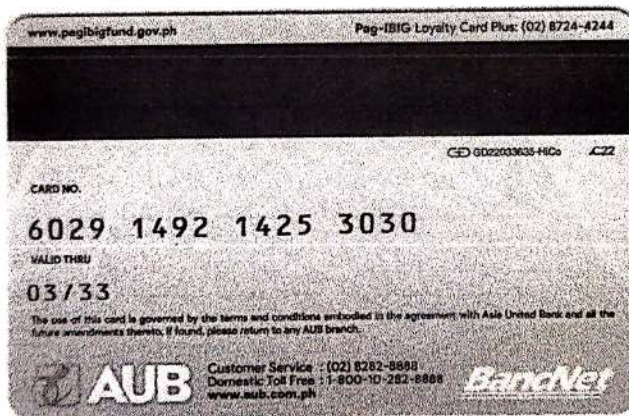 www.pagibigfund.gov.ph Pag-IBIG Loyalty Card Plus: (02) 8724-4244
GD22033635-HiCo .C22
CARD NO.
6029 1492 1425 3030
VALID THRU
03/33
The use of this card is governed by the terms and conditions embodied in the agreement with Asia United Bank and all the
future amendments thereto. If found, please return to any AUB branch.
AUB Customer Service : (02) 8282-8888
Domestic Toll Free : 1-800-10-282-8888
www.aub.com.ph
BancNet